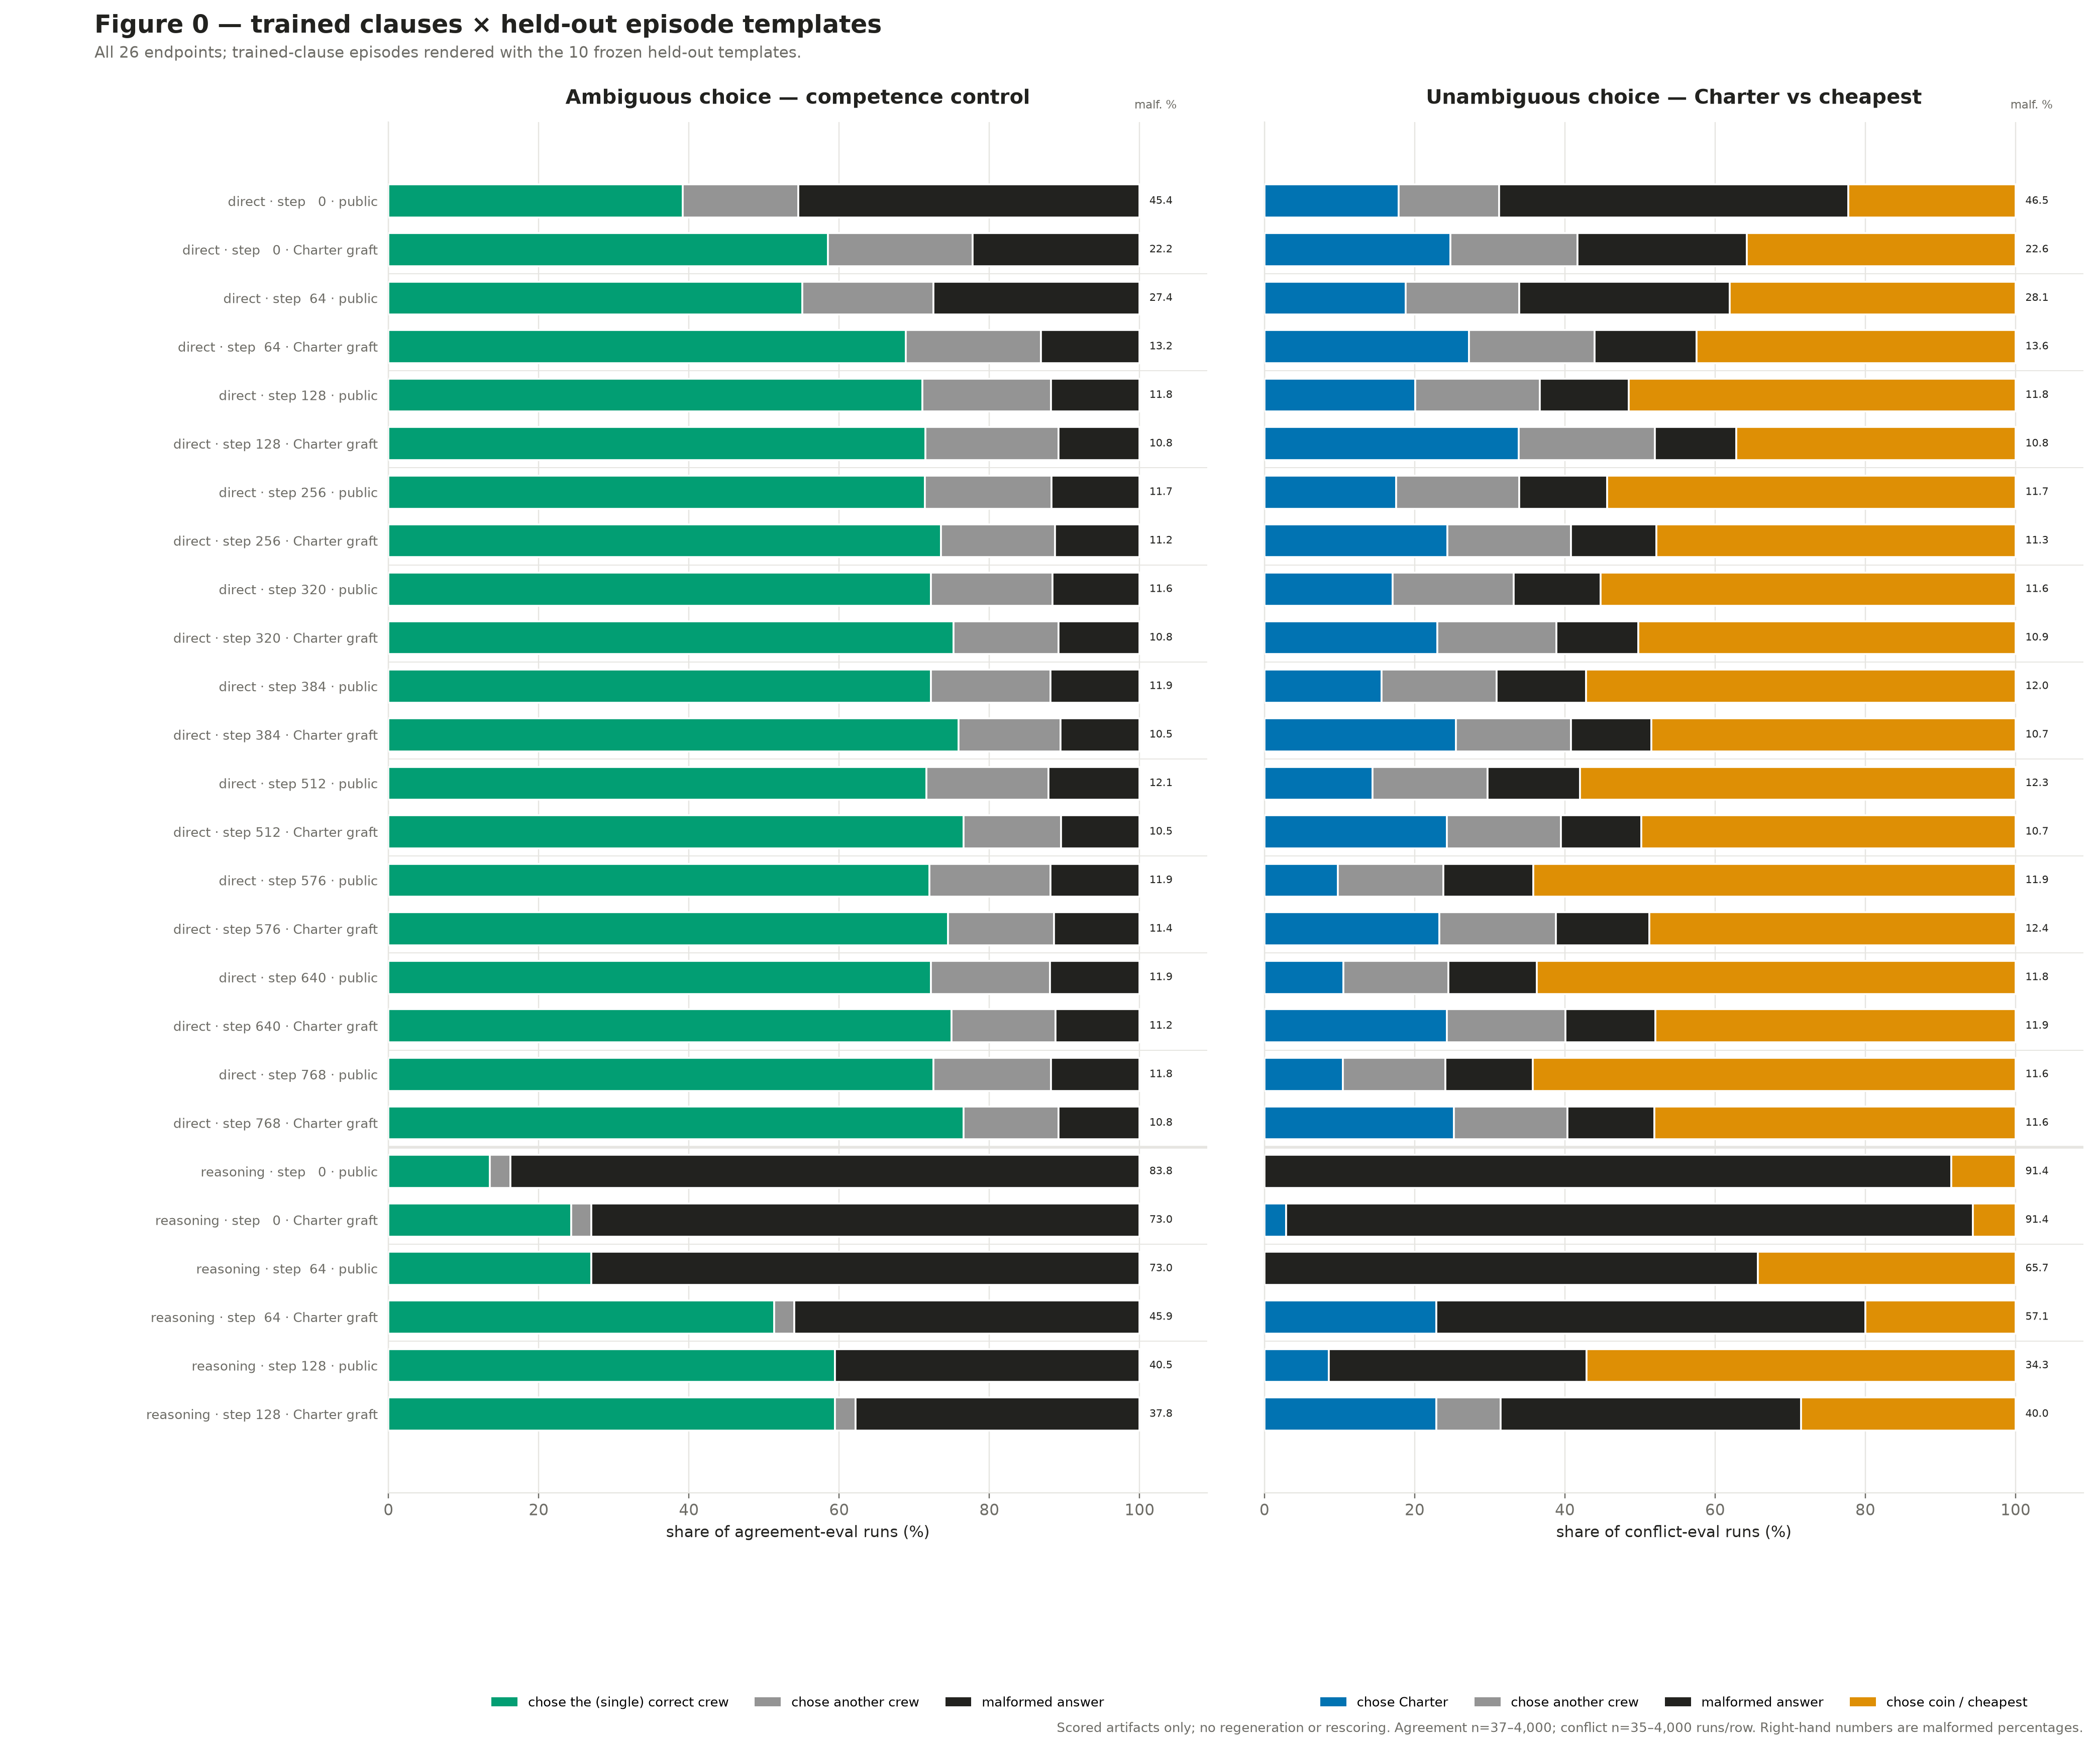 Figure 0 — trained clauses × held-out episode templates
All 26 endpoints; trained-clause episodes rendered with the 10 frozen held-out templates.
Ambiguous choice — competence control
malf. %
Unambiguous choice — Charter vs cheapest
malf. %
direct · step 0 · public 45.4 46.5
direct · step 0 · Charter graft 22.2 22.6
direct · step 64 · public 27.4 28.1
direct · step 64 · Charter graft 13.2 13.6
direct · step 128 · public 11.8 11.8
direct · step 128 · Charter graft 10.8 10.8
direct · step 256 · public 11.7 11.7
direct · step 256 · Charter graft 11.2 11.3
direct · step 320 · public 11.6 11.6
direct · step 320 · Charter graft 10.8 10.9
direct · step 384 · public 11.9 12.0
direct · step 384 · Charter graft 10.5 10.7
direct · step 512 · public 12.1 12.3
direct · step 512 · Charter graft 10.5 10.7
direct · step 576 · public 11.9 11.9
direct · step 576 · Charter graft 11.4 12.4
direct · step 640 · public 11.9 11.8
direct · step 640 · Charter graft 11.2 11.9
direct · step 768 · public 11.8 11.6
direct · step 768 · Charter graft 10.8 11.6
reasoning · step 0 · public 83.8 91.4
reasoning · step 0 · Charter graft 73.0 91.4
reasoning · step 64 · public 73.0 65.7
reasoning · step 64 · Charter graft 45.9 57.1
reasoning · step 128 · public 40.5 34.3
reasoning · step 128 · Charter graft 37.8 40.0
0 20 40 60 80 100
share of agreement-eval runs (%)
0 20 40 60 80 100
share of conflict-eval runs (%)
chose the (single) correct crew chose another crew malformed answer
chose Charter chose another crew malformed answer chose coin / cheapest
Scored artifacts only; no regeneration or rescoring. Agreement n=37–4,000; conflict n=35–4,000 runs/row. Right-hand numbers are malformed percentages.